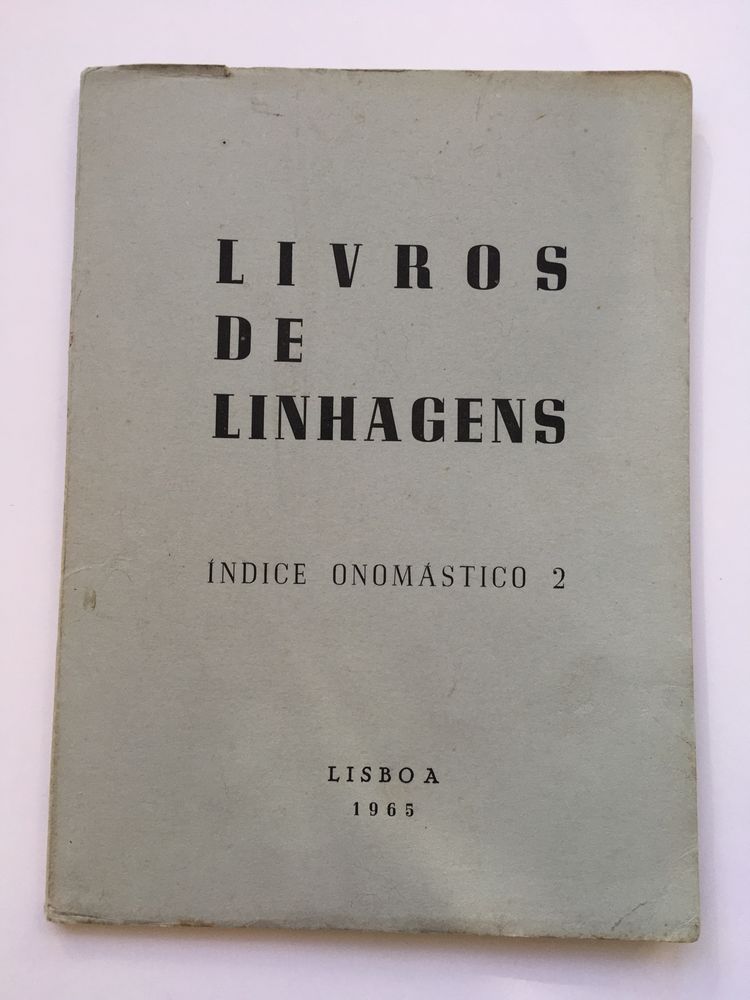 LIVROS
DE
LINHAGENS
ÍNDICE ONOMÁSTICO 2
LISBOA
1965